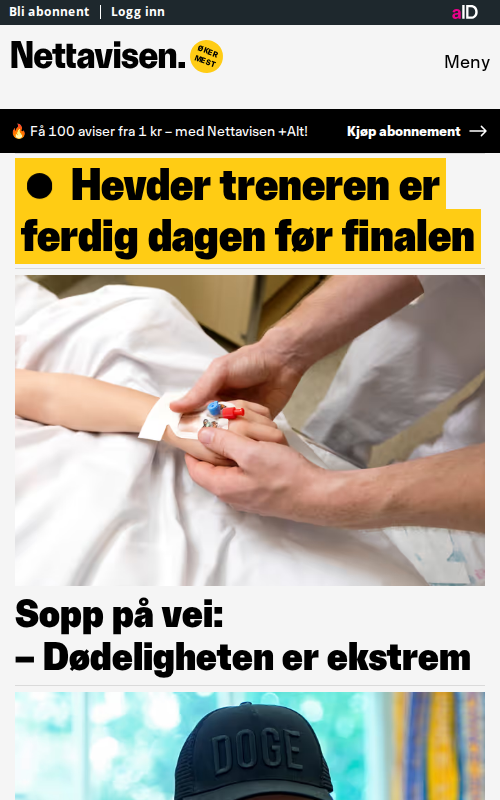 Bli abonnent
Logg inn
aID
Nettavisen.
ØKER
MEST
Meny
🔥 Få 100 aviser fra 1 kr – med Nettavisen +Alt!
Kjøp abonnement →
● Hevder treneren er
ferdig dagen før finalen
Sopp på vei:
– Dødeligheten er ekstrem
DOGE